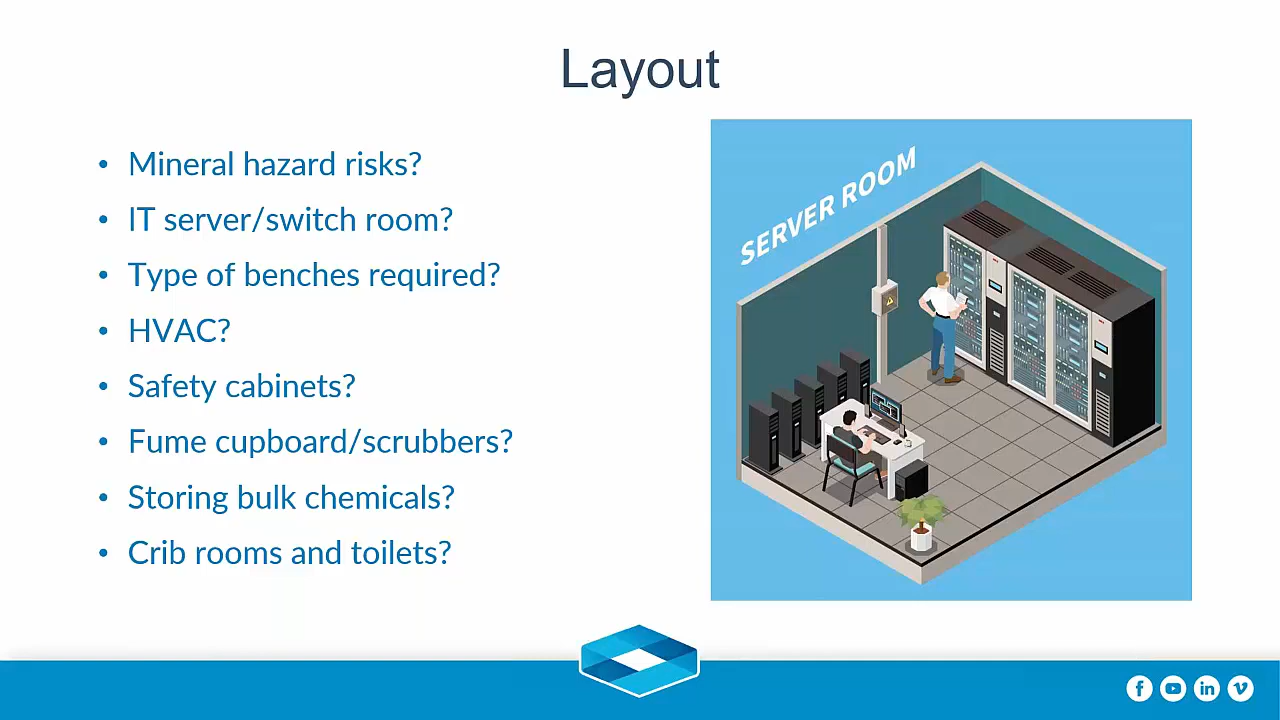 Layout
• Mineral hazard risks?
• IT server/switch room?
• Type of benches required?
• HVAC?
• Safety cabinets?
• Fume cupboard/scrubbers?
• Storing bulk chemicals?
• Crib rooms and toilets?
SERVER ROOM